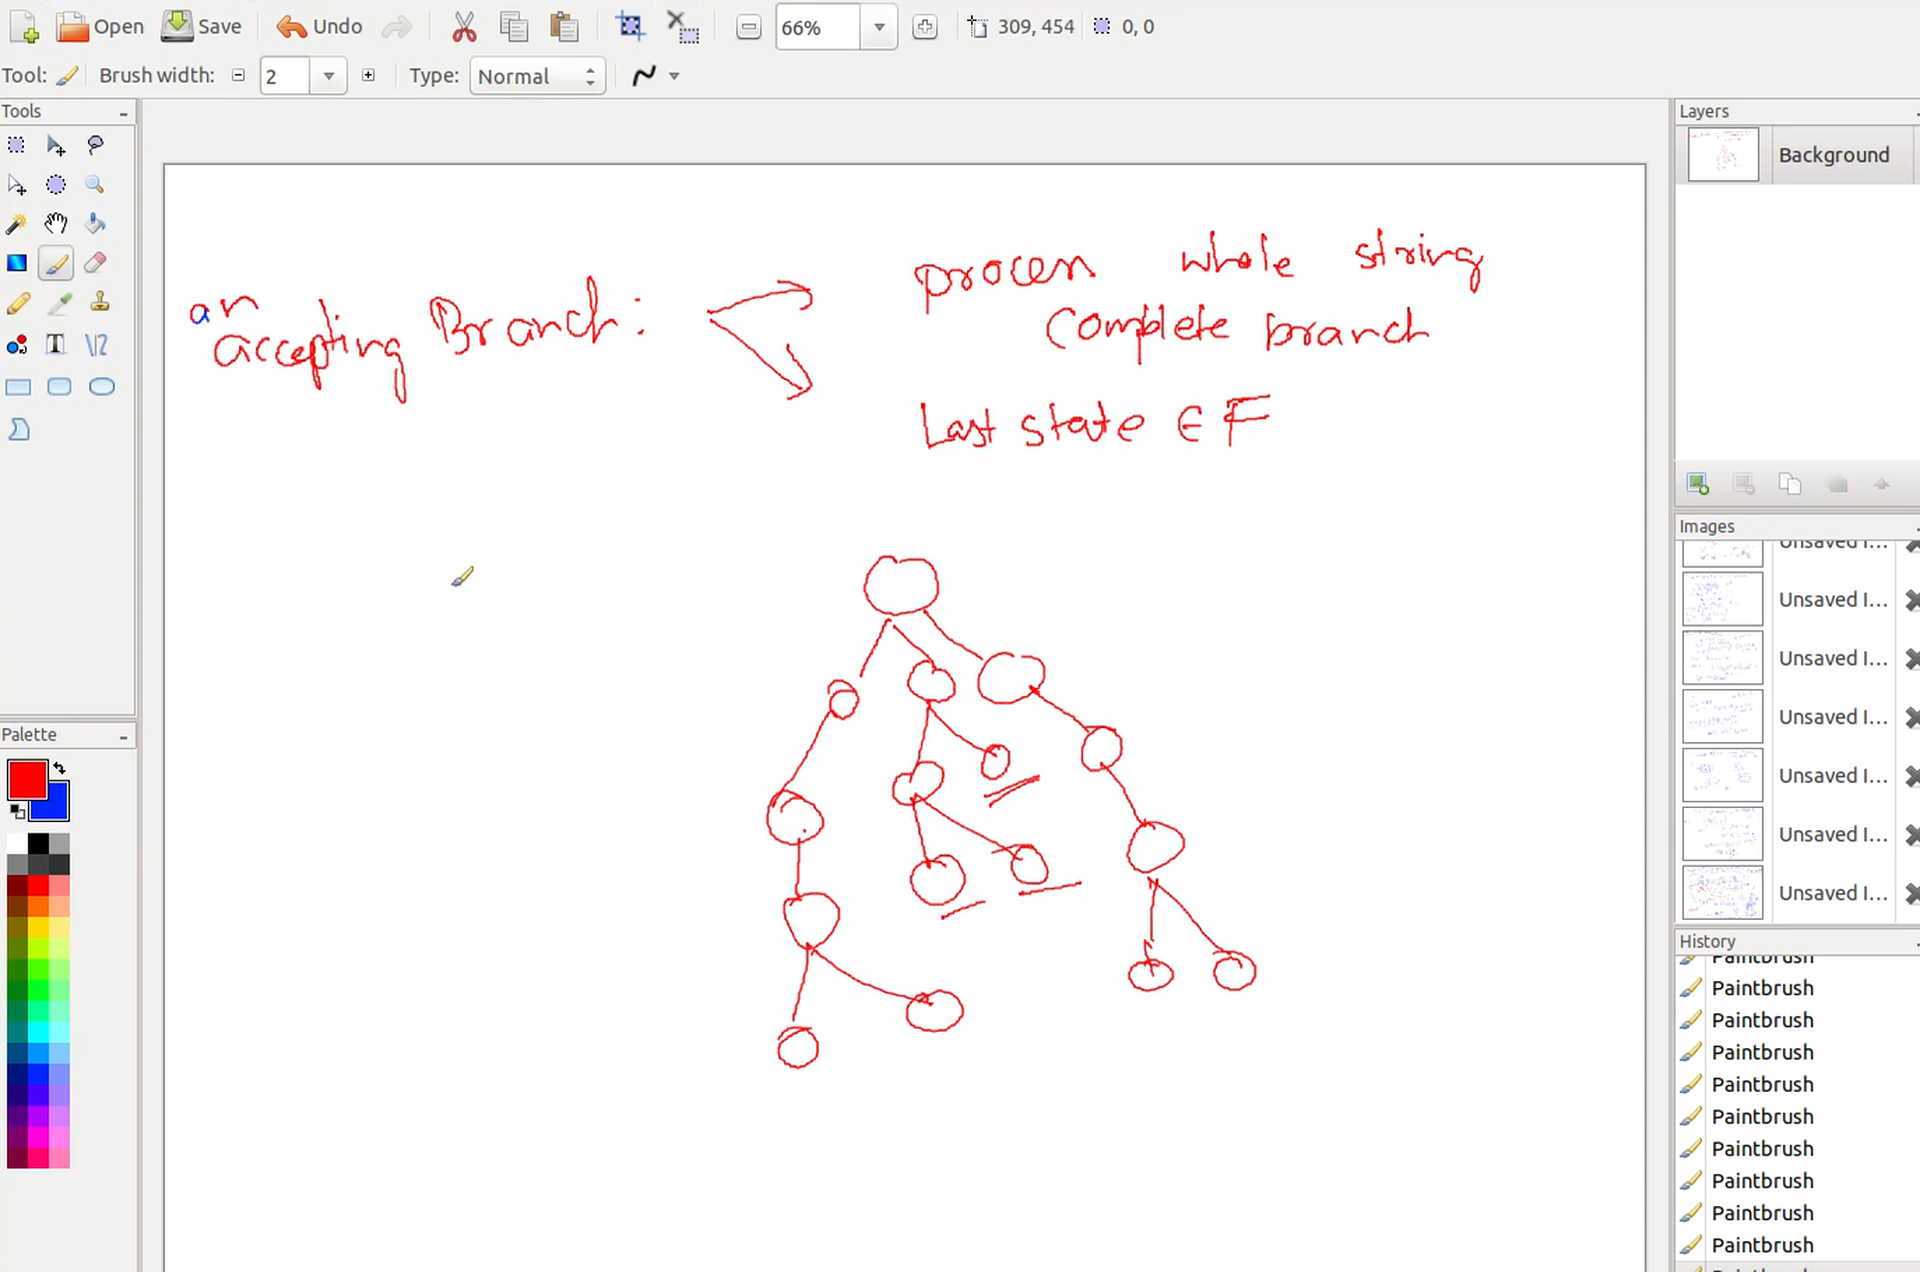 Open Save Undo 66% 309, 454 0, 0
Tool: Brush width: 2 Type: Normal
Tools
Layers
Background
an
accepting Branch:
process whole string
Complete branch
Last state ∈ F
Images
Unsaved I...
Unsaved I...
Unsaved I...
Unsaved I...
Unsaved I...
Unsaved I...
Unsaved I...
Palette
History
Paintbrush
Paintbrush
Paintbrush
Paintbrush
Paintbrush
Paintbrush
Paintbrush
Paintbrush
Paintbrush
Paintbrush